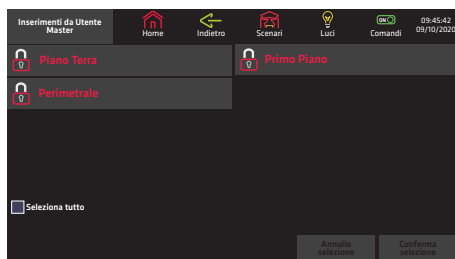 Inserimenti da Utente Master
Home
Indietro
Scenari
Luci
ON
Comandi
09:45:42
09/10/2020
Piano Terra
Primo Piano
Perimetrale
Seleziona tutto
Annulla selezione
Conferma selezione